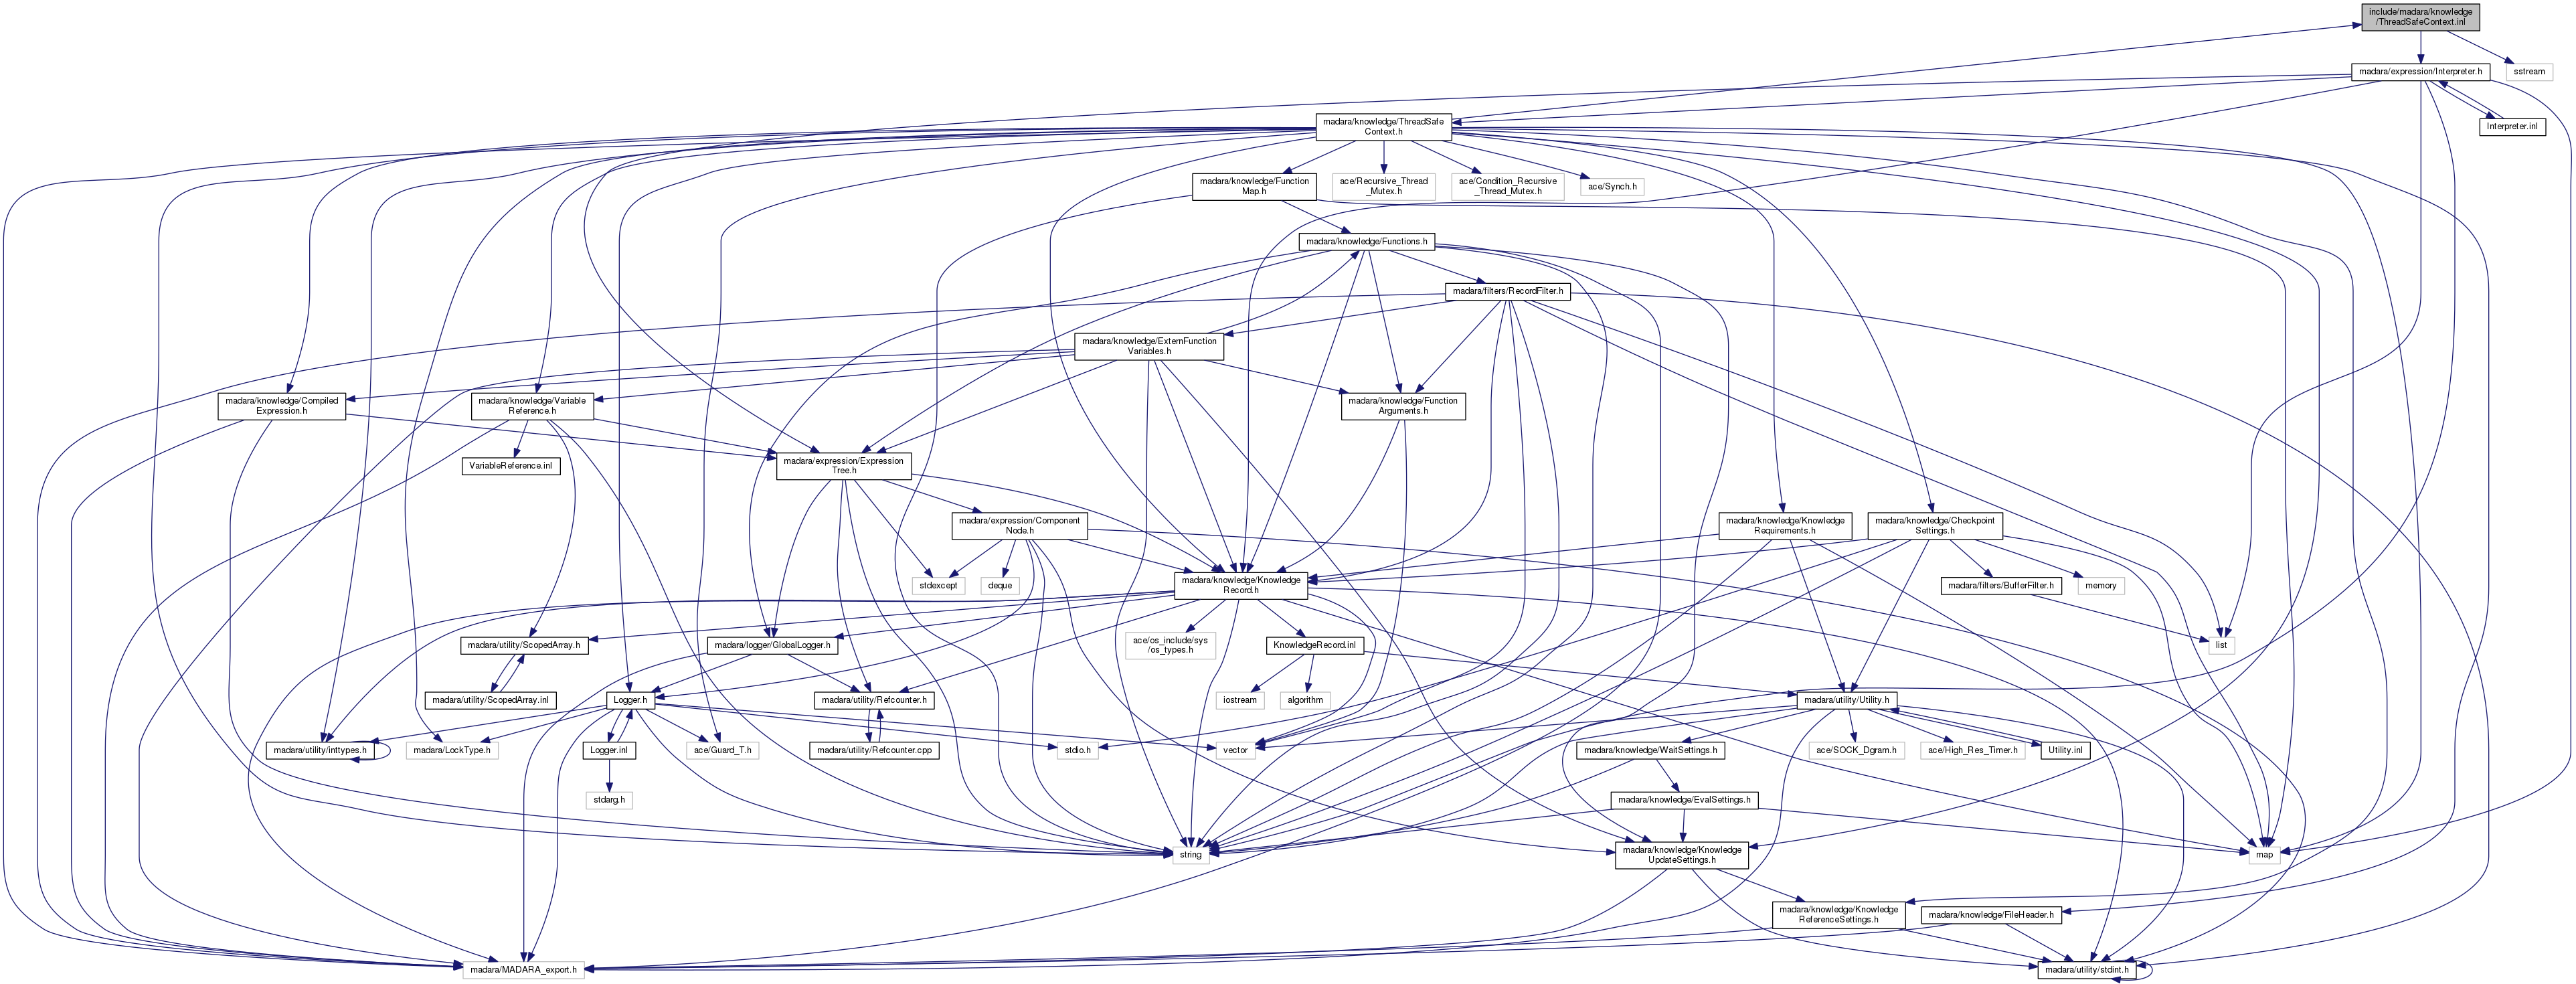 include/madara/knowledge
/ThreadSafeContext.inl
madara/expression/Interpreter.h
sstream
madara/knowledge/ThreadSafe
Context.h
Interpreter.inl
madara/knowledge/Function
Map.h
ace/Recursive_Thread
_Mutex.h
ace/Condition_Recursive
_Thread_Mutex.h
ace/Synch.h
madara/knowledge/Functions.h
madara/filters/RecordFilter.h
madara/knowledge/ExternFunction
Variables.h
madara/knowledge/Compiled
Expression.h
madara/knowledge/Variable
Reference.h
madara/knowledge/Function
Arguments.h
VariableReference.inl
madara/expression/Expression
Tree.h
madara/expression/Component
Node.h
madara/knowledge/Knowledge
Requirements.h
madara/knowledge/Checkpoint
Settings.h
stdexcept
deque
madara/knowledge/Knowledge
Record.h
madara/filters/BufferFilter.h
memory
madara/utility/ScopedArray.h
madara/logger/GlobalLogger.h
ace/os_include/sys
/os_types.h
KnowledgeRecord.inl
list
madara/utility/ScopedArray.inl
Logger.h
madara/utility/Refcounter.h
iostream
algorithm
madara/utility/Utility.h
madara/utility/inttypes.h
madara/LockType.h
Logger.inl
ace/Guard_T.h
madara/utility/Refcounter.cpp
stdio.h
vector
madara/knowledge/WaitSettings.h
ace/SOCK_Dgram.h
ace/High_Res_Timer.h
Utility.inl
stdarg.h
madara/knowledge/EvalSettings.h
string
madara/knowledge/Knowledge
UpdateSettings.h
map
madara/knowledge/Knowledge
ReferenceSettings.h
madara/knowledge/FileHeader.h
madara/MADARA_export.h
madara/utility/stdint.h